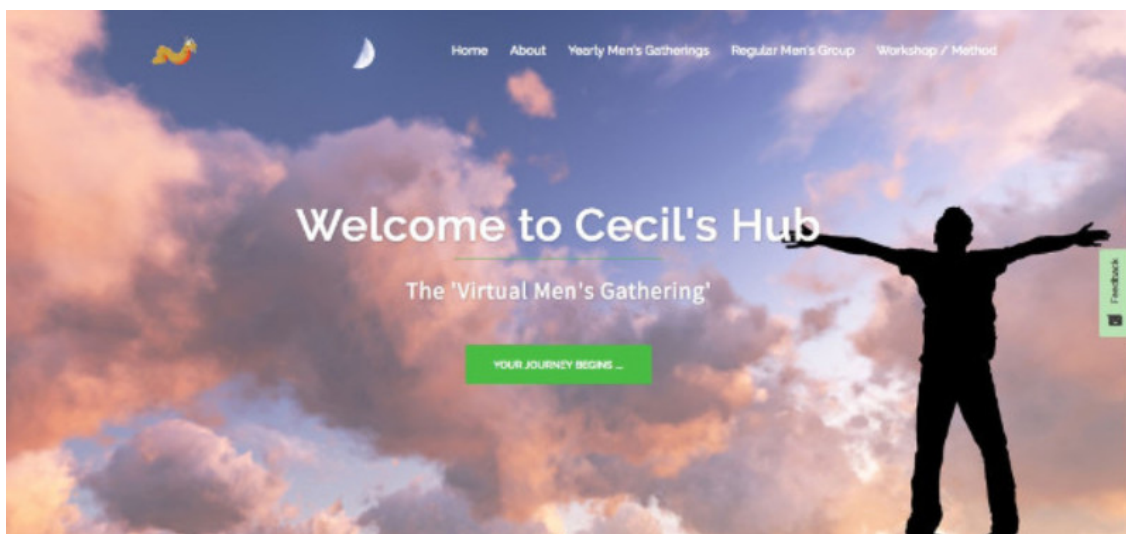 Home About Yearly Men's Gatherings Regular Men's Group Workshop / Method
Welcome to Cecil's Hub
The 'Virtual Men's Gathering'
Feedback
YOUR JOURNEY BEGINS ...